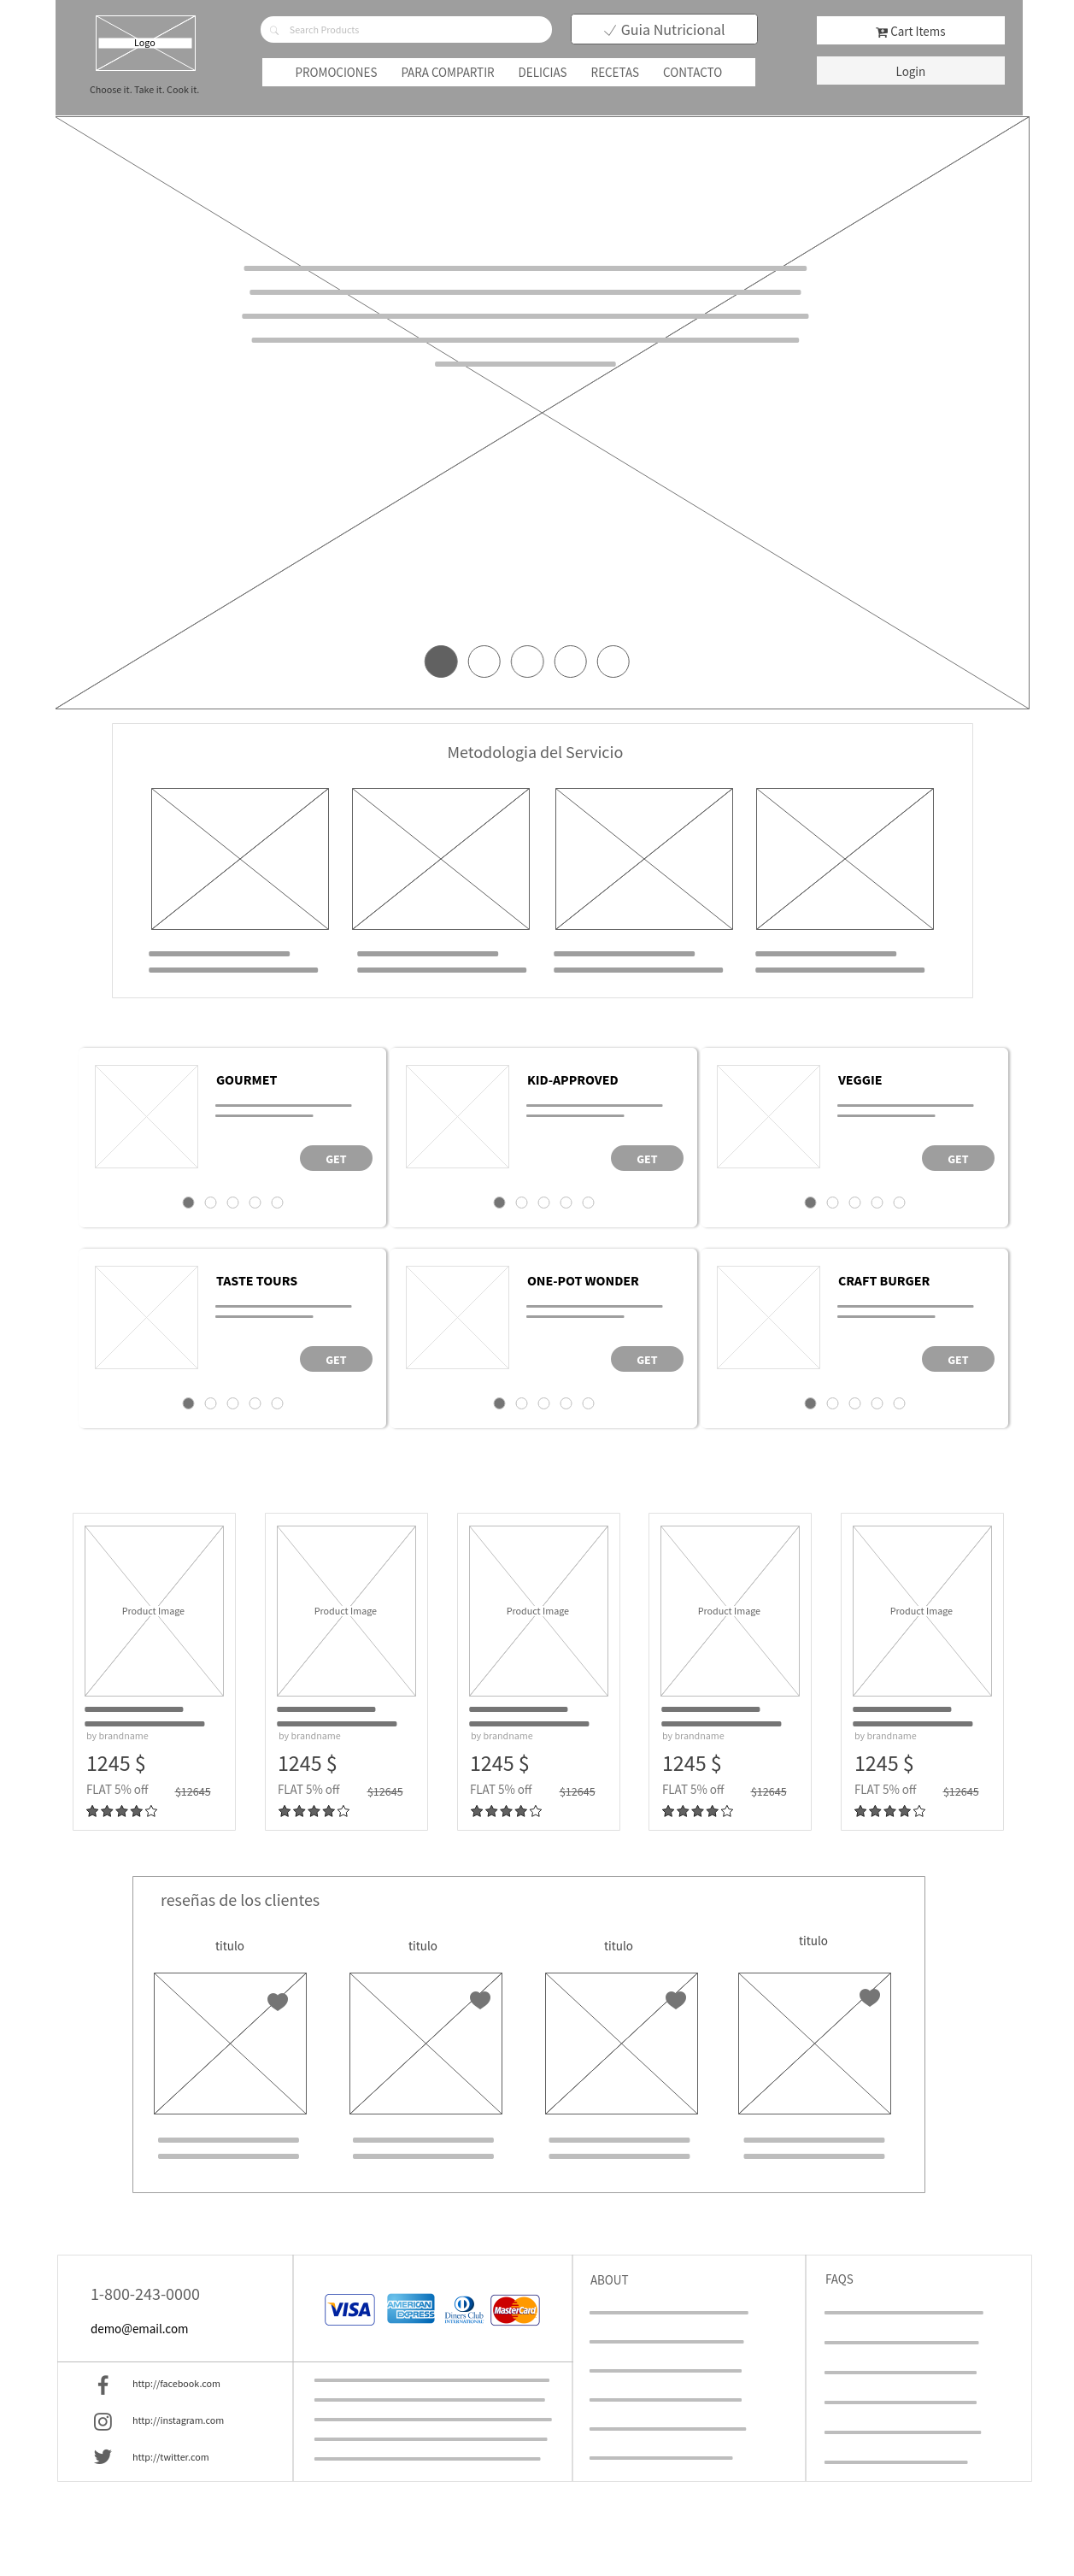 Logo
Choose it. Take it. Cook it.
Search Products
Guia Nutricional
Cart Items
Login
PROMOCIONES PARA COMPARTIR DELICIAS RECETAS CONTACTO
Metodologia del Servicio
GOURMET
GET
KID-APPROVED
GET
VEGGIE
GET
TASTE TOURS
GET
ONE-POT WONDER
GET
CRAFT BURGER
GET
Product Image
by brandname
1245 $
FLAT 5% off $12645
Product Image
by brandname
1245 $
FLAT 5% off $12645
Product Image
by brandname
1245 $
FLAT 5% off $12645
Product Image
by brandname
1245 $
FLAT 5% off $12645
Product Image
by brandname
1245 $
FLAT 5% off $12645
reseñas de los clientes
titulo
titulo
titulo
titulo
1-800-243-0000
demo@email.com
http://facebook.com
http://instagram.com
http://twitter.com
VISA
AMERICAN EXPRESS
Diners Club
INTERNATIONAL
MasterCard
ABOUT
FAQS